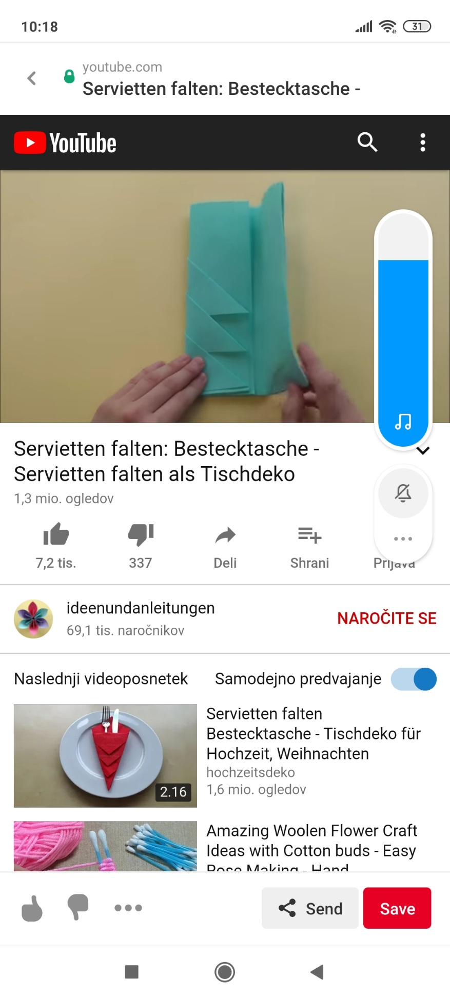 10:18
31
youtube.com
Servietten falten: Bestecktasche -
YouTube
Servietten falten: Bestecktasche -
Servietten falten als Tischdeko
1,3 mio. ogledov
7,2 tis.
337
Deli
Shrani
Prijava
ideenundanleitungen
69,1 tis. naročnikov
NAROČITE SE
Naslednji videoposnetek
Samodejno predvajanje
2.16
Servietten falten
Bestecktasche - Tischdeko für
Hochzeit, Weihnachten
hochzeitsdeko
1,6 mio. ogledov
Amazing Woolen Flower Craft
Ideas with Cotton buds - Easy
Rose Making - Hand
Send
Save